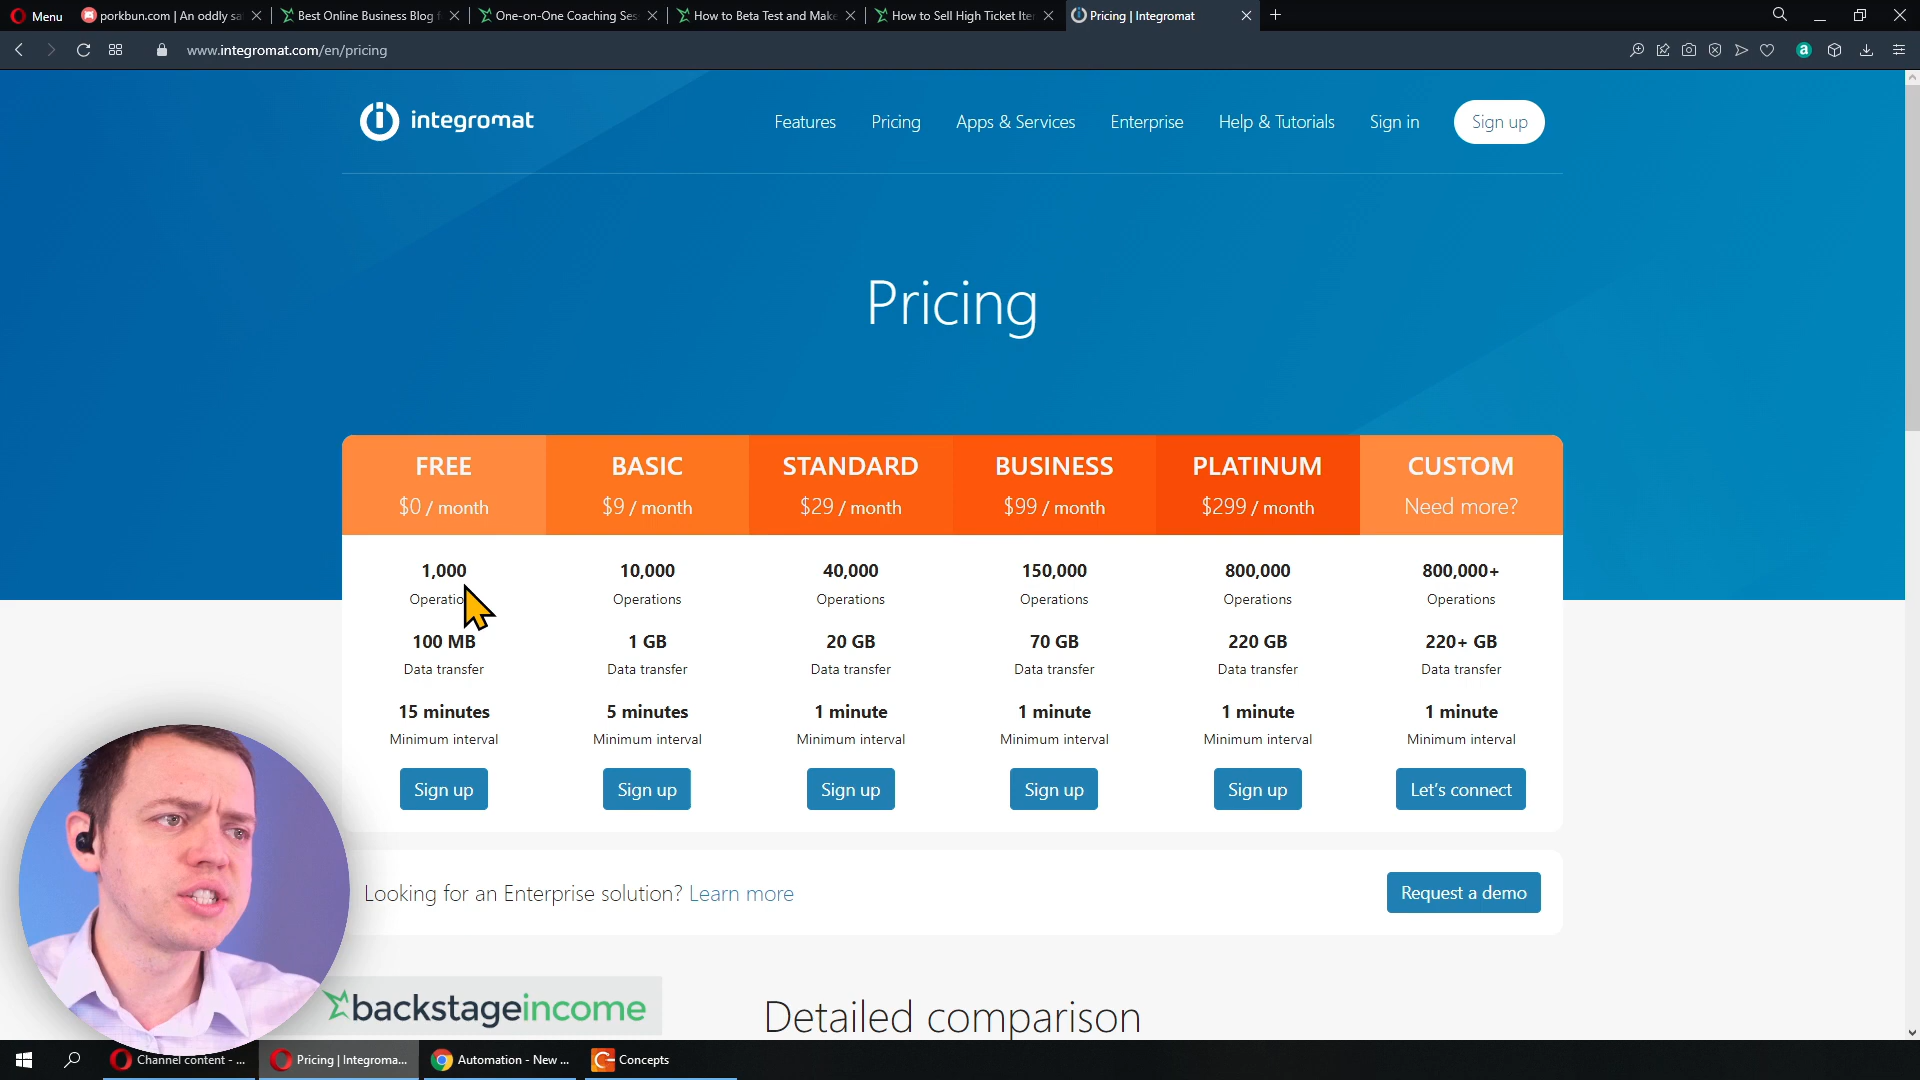 Menu
porkbun.com | An oddly sa
Best Online Business Blog f
One-on-One Coaching Ses
How to Beta Test and Make
How to Sell High Ticket Ite
Pricing | Integromat
www.integromat.com/en/pricing
integromat
Features
Pricing
Apps & Services
Enterprise
Help & Tutorials
Sign in
Sign up
Pricing
FREE
BASIC
STANDARD
BUSINESS
PLATINUM
CUSTOM
$0 / month
$9 / month
$29 / month
$99 / month
$299 / month
Need more?
1,000
10,000
40,000
150,000
800,000
800,000+
Operatio
Operations
Operations
Operations
Operations
Operations
100 MB
1 GB
20 GB
70 GB
220 GB
220+ GB
Data transfer
Data transfer
Data transfer
Data transfer
Data transfer
Data transfer
15 minutes
5 minutes
1 minute
1 minute
1 minute
1 minute
Minimum interval
Minimum interval
Minimum interval
Minimum interval
Minimum interval
Minimum interval
Sign up
Sign up
Sign up
Sign up
Sign up
Let's connect
Looking for an Enterprise solution? Learn more
Request a demo
backstageincome
Detailed comparison
Channel content - ...
Pricing | Integroma...
Automation - New ...
Concepts